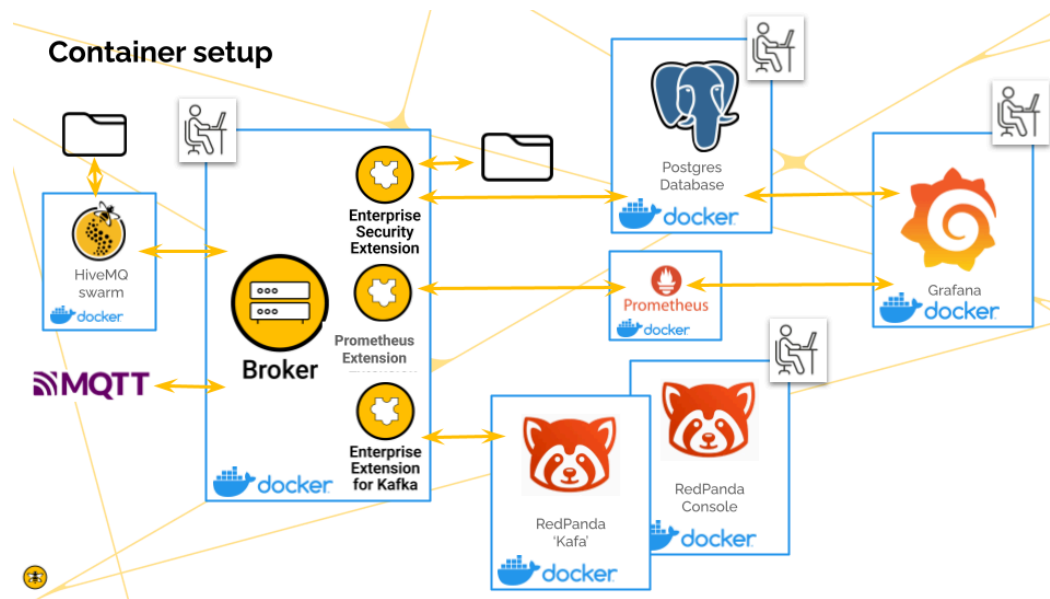 Container setup
Postgres
Database
docker
Enterprise
Security
Extension
HiveMQ
swarm
docker
Prometheus
docker
Grafana
docker
Prometheus
Extension
Broker
MQTT
Enterprise
Extension
for Kafka
docker
RedPanda
Console
docker
RedPanda
'Kafa'
docker